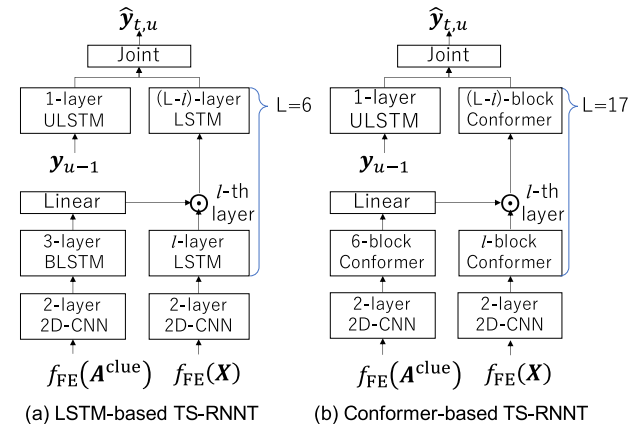 ŷt,u
Joint
1-layer
ULSTM
(L-l)-layer
LSTM
L=6
yu−1
Linear
⊙
l-th
layer
3-layer
BLSTM
l-layer
LSTM
2-layer
2D-CNN
2-layer
2D-CNN
fFE(Aclue)
fFE(X)
(a) LSTM-based TS-RNNT
ŷt,u
Joint
1-layer
ULSTM
(L-l)-block
Conformer
L=17
yu−1
Linear
⊙
l-th
layer
6-block
Conformer
l-block
Conformer
2-layer
2D-CNN
2-layer
2D-CNN
fFE(Aclue)
fFE(X)
(b) Conformer-based TS-RNNT